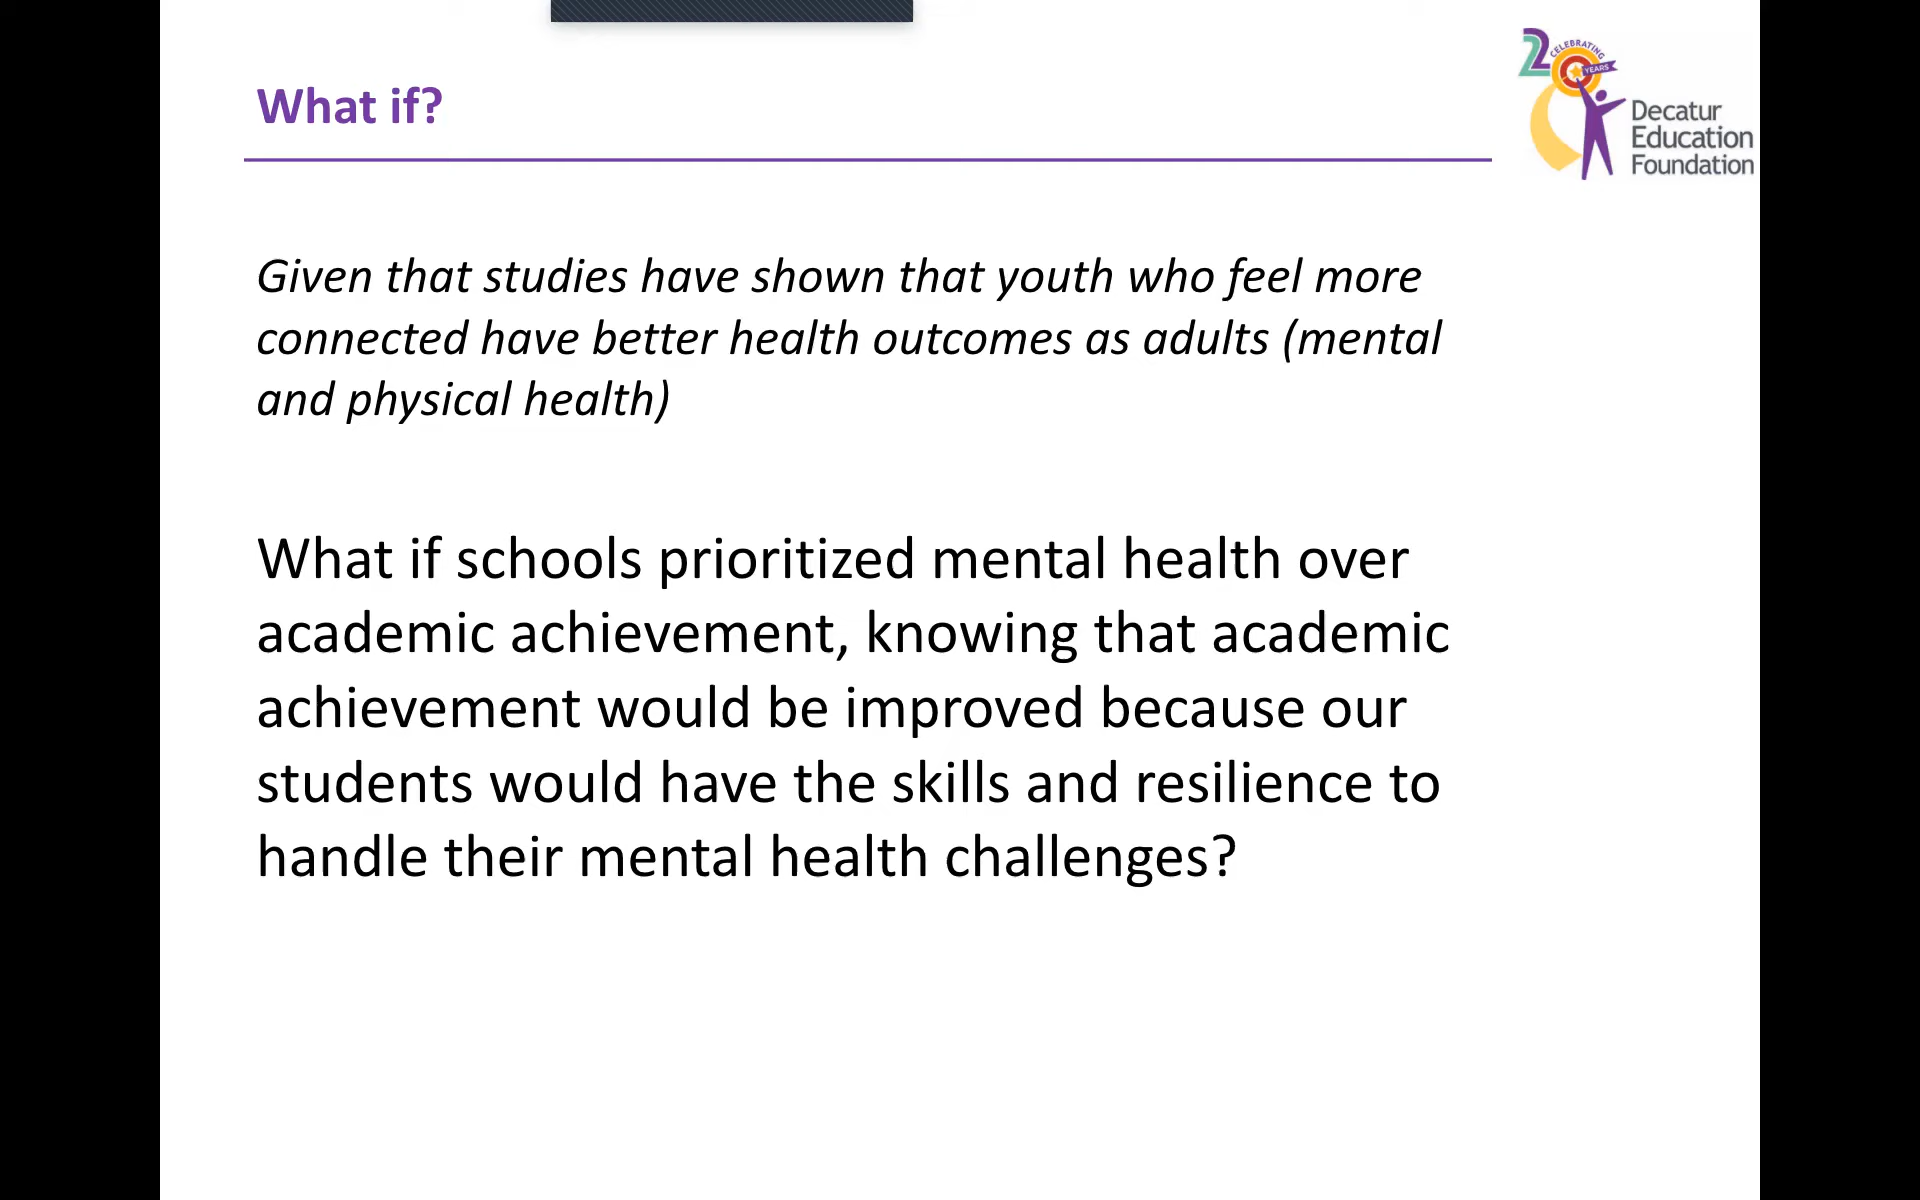 What if?
20
CELEBRATING
YEARS
Decatur
Education
Foundation
Given that studies have shown that youth who feel more
connected have better health outcomes as adults (mental
and physical health)
What if schools prioritized mental health over
academic achievement, knowing that academic
achievement would be improved because our
students would have the skills and resilience to
handle their mental health challenges?